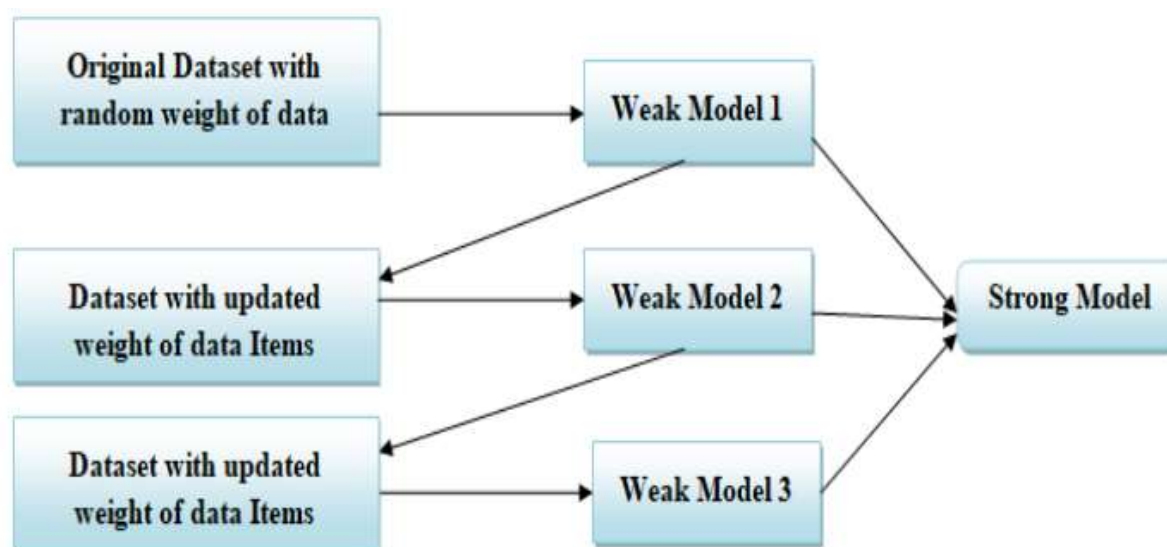 Original Dataset with
random weight of data
Weak Model 1
Dataset with updated
weight of data Items
Weak Model 2
Strong Model
Dataset with updated
weight of data Items
Weak Model 3